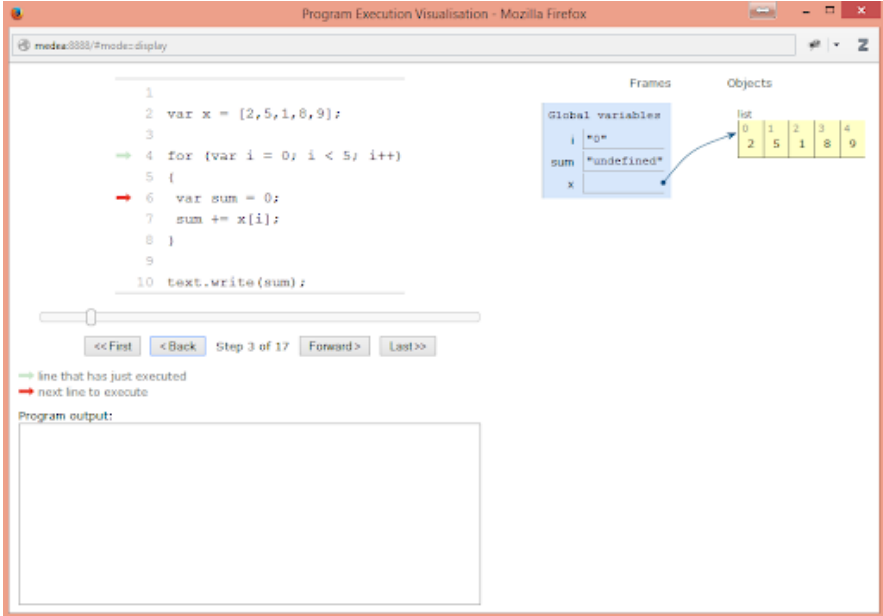 Program Execution Visualisation - Mozilla Firefox
medea:8888/#mode=display
1
2 var x = [2,5,1,8,9];
3
4 for (var i = 0; i < 5; i++)
5 {
6 var sum = 0;
7 sum += x[i];
8 }
9
10 text.write(sum);
<< First < Back Step 3 of 17 Forward > Last >>
line that has just executed
next line to execute
Program output:
Frames Objects
Global variables
i "0"
sum "undefined"
x
list
0 1 2 3 4
2 5 1 8 9